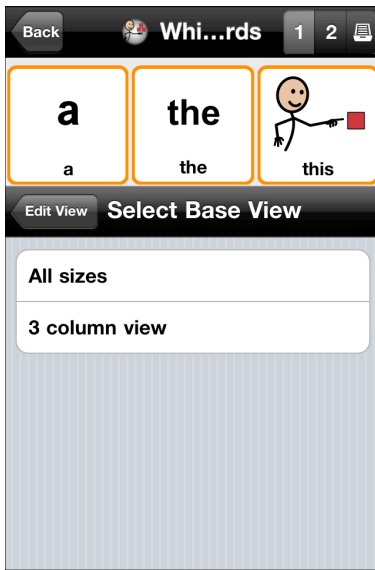 Back Whi...rds 1 2
a the
a the this
Edit View Select Base View
All sizes
3 column view